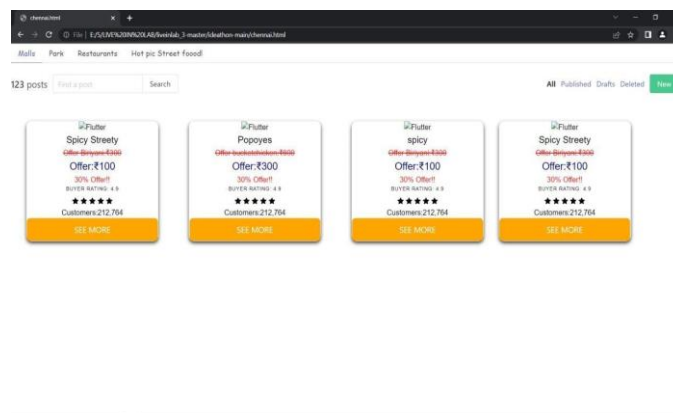 chennai.html
File E:/S/LIVE%20IN%20LAB/liveinlab_3-master/ideathon-main/chennai.html
Malls Park Restaurants Hot pic Street foood!
123 posts Find a post Search All Published Drafts Deleted New
Flutter
Spicy Streety
Offer Biriyani ₹300
Offer:₹100
30% Offer!!
BUYER RATING: 4.9
★★★★★
Customers:212,764
SEE MORE
Flutter
Popoyes
Offer bucketchicken ₹500
Offer:₹300
30% Offer!!
BUYER RATING: 4.9
★★★★★
Customers:212,764
SEE MORE
Flutter
spicy
Offer Biriyani ₹300
Offer:₹100
30% Offer!!
BUYER RATING: 4.9
★★★★★
Customers:212,764
SEE MORE
Flutter
Spicy Streety
Offer Biriyani ₹300
Offer:₹100
30% Offer!!
BUYER RATING: 4.9
★★★★★
Customers:212,764
SEE MORE